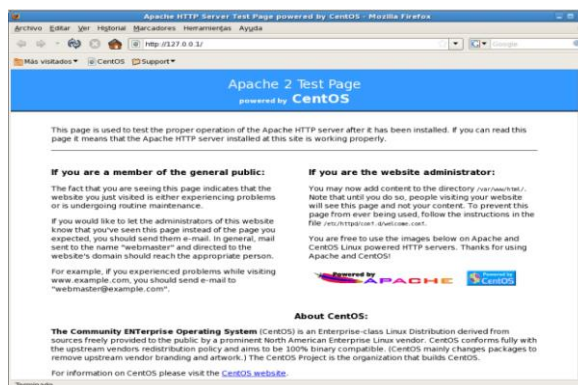 Apache HTTP Server Test Page powered by CentOS - Mozilla Firefox
Archivo Editar Ver Historial Marcadores Herramientas Ayuda
http://127.0.0.1/
Google
Más visitados CentOS Support
Apache 2 Test Page
powered by CentOS
This page is used to test the proper operation of the Apache HTTP server after it has been installed. If you can read this
page it means that the Apache HTTP server installed at this site is working properly.
If you are a member of the general public:
The fact that you are seeing this page indicates that the
website you just visited is either experiencing problems
or is undergoing routine maintenance.
If you would like to let the administrators of this website
know that you've seen this page instead of the page you
expected, you should send them e-mail. In general, mail
sent to the name "webmaster" and directed to the
website's domain should reach the appropriate person.
For example, if you experienced problems while visiting
www.example.com, you should send e-mail to
"webmaster@example.com".
If you are the website administrator:
You may now add content to the directory /var/www/html/.
Note that until you do so, people visiting your website
will see this page and not your content. To prevent this
page from ever being used, follow the instructions in the
file /etc/httpd/conf.d/welcome.conf.
You are free to use the images below on Apache and
CentOS Linux powered HTTP servers. Thanks for using
Apache and CentOS!
Powered by
APACHE
Powered by
CentOS
About CentOS:
The Community ENTerprise Operating System (CentOS) is an Enterprise-class Linux Distribution derived from
sources freely provided to the public by a prominent North American Enterprise Linux vendor. CentOS conforms fully with
the upstream vendors redistribution policy and aims to be 100% binary compatible. (CentOS mainly changes packages to
remove upstream vendor branding and artwork.) The CentOS Project is the organization that builds CentOS.
For information on CentOS please visit the CentOS website.